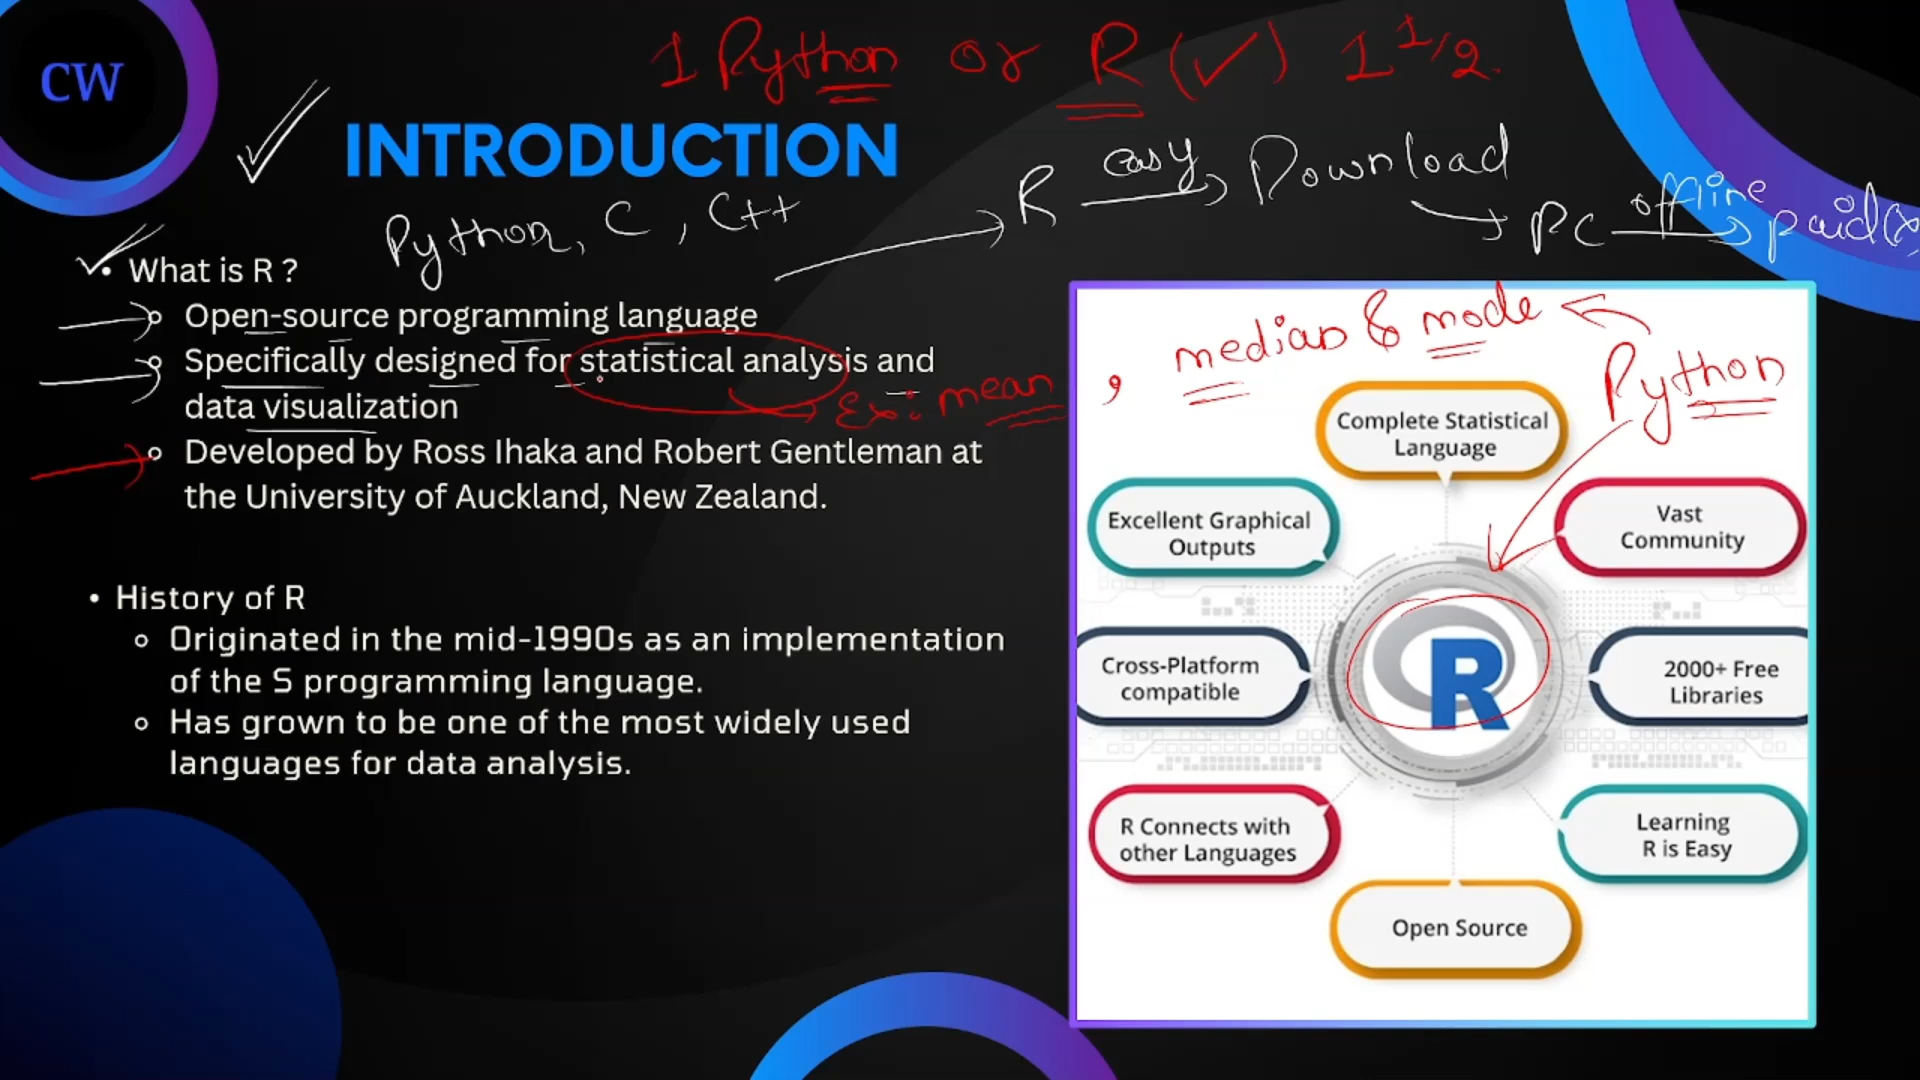 CW
1 Python or R (✓) 1 1/2
INTRODUCTION
R easy Download
Python, C, C++
PC offline paid(x
• What is R ?
Open-source programming language
Specifically designed for statistical analysis and
data visualization
Ex: mean , median & mode
Python
Developed by Ross Ihaka and Robert Gentleman at
the University of Auckland, New Zealand.
• History of R
Originated in the mid-1990s as an implementation
of the S programming language.
Has grown to be one of the most widely used
languages for data analysis.
Complete Statistical
Language
Excellent Graphical
Outputs
Vast
Community
Cross-Platform
compatible
R
2000+ Free
Libraries
R Connects with
other Languages
Learning
R is Easy
Open Source